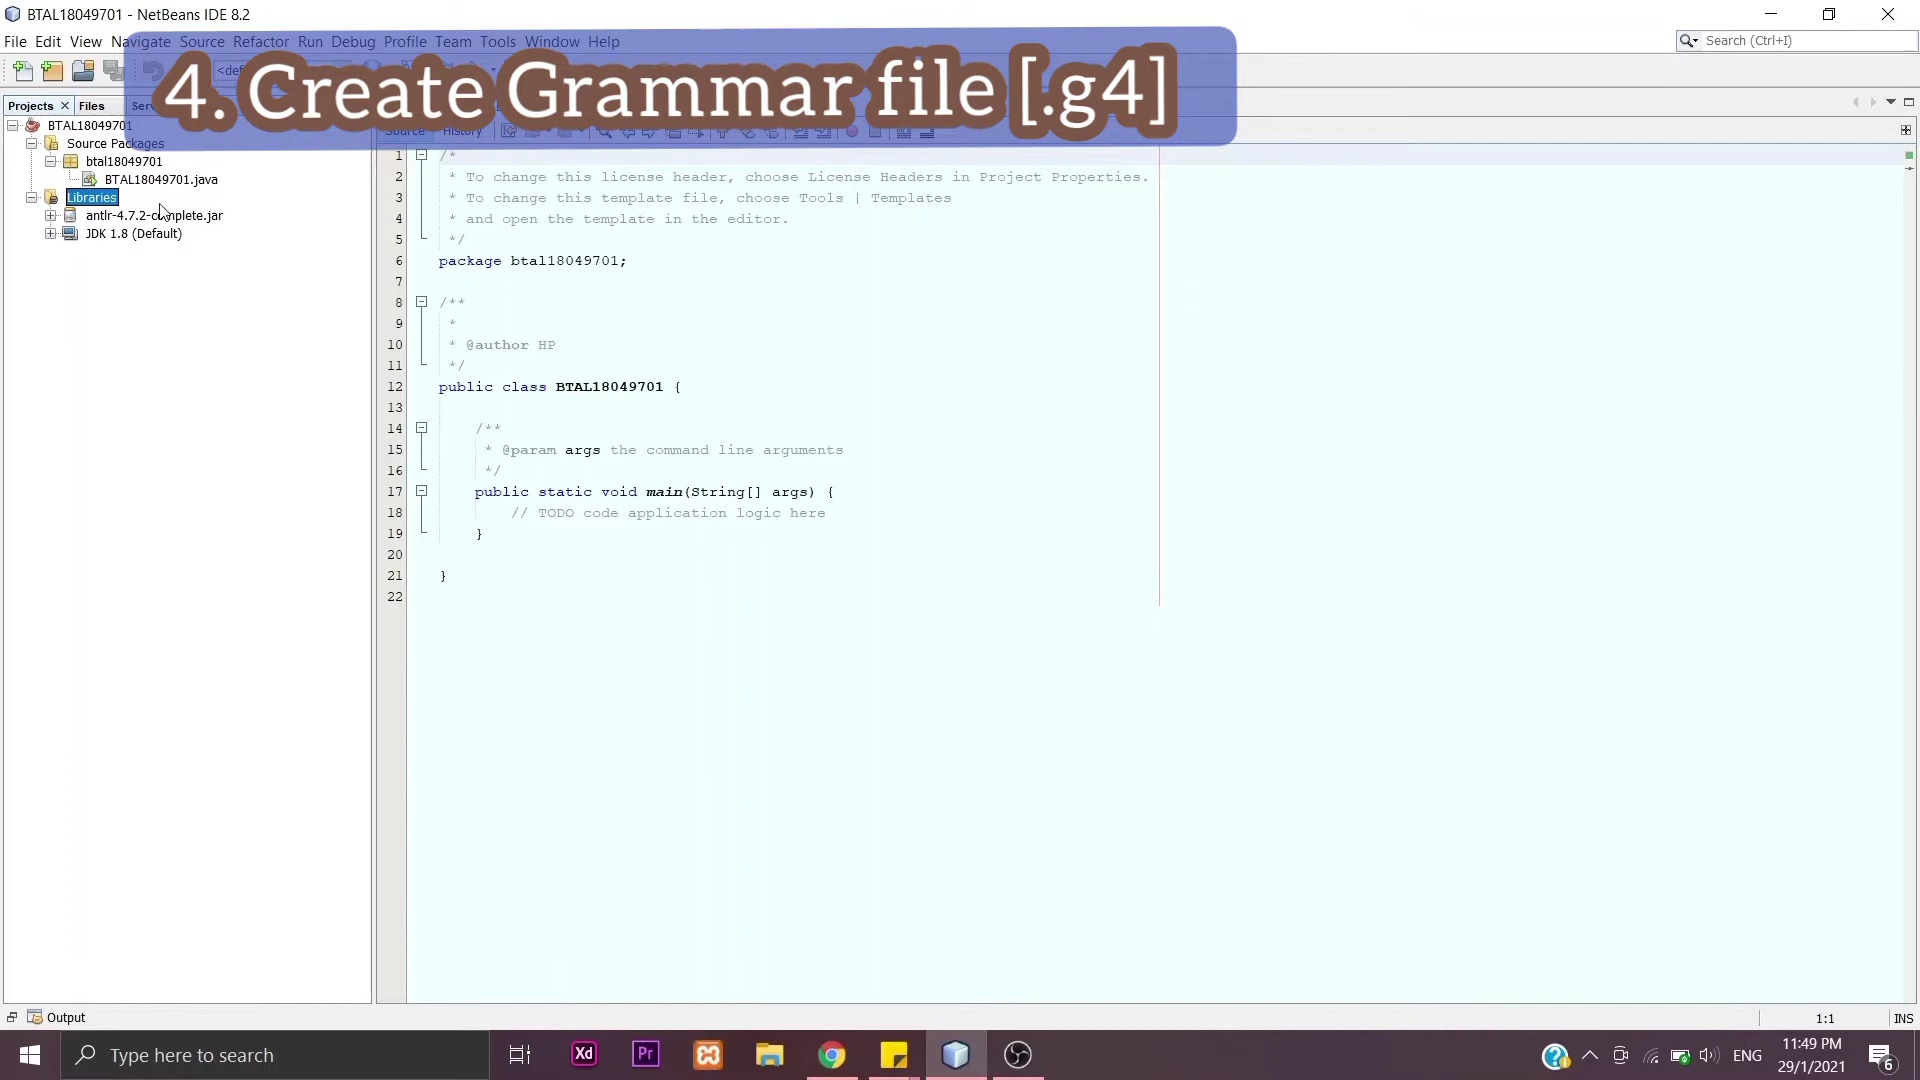 BTAL18049701 - NetBeans IDE 8.2
File Edit View Navigate Source Refactor Run Debug Profile Team Tools Window Help
Search (Ctrl+I)
4. Create Grammar file [.g4]
<def
Projects Files Serv
Source History
BTAL18049701
Source Packages
btal18049701
BTAL18049701.java
Libraries
antlr-4.7.2-complete.jar
JDK 1.8 (Default)
1 /*
2 * To change this license header, choose License Headers in Project Properties.
3 * To change this template file, choose Tools | Templates
4 * and open the template in the editor.
5 */
6 package btal18049701;
7
8 /**
9 *
10 * @author HP
11 */
12 public class BTAL18049701 {
13
14 /**
15 * @param args the command line arguments
16 */
17 public static void main(String[] args) {
18 // TODO code application logic here
19 }
20
21 }
22
Output
1:1 INS
Type here to search
Xd
Pr
ENG
11:49 PM
29/1/2021
6